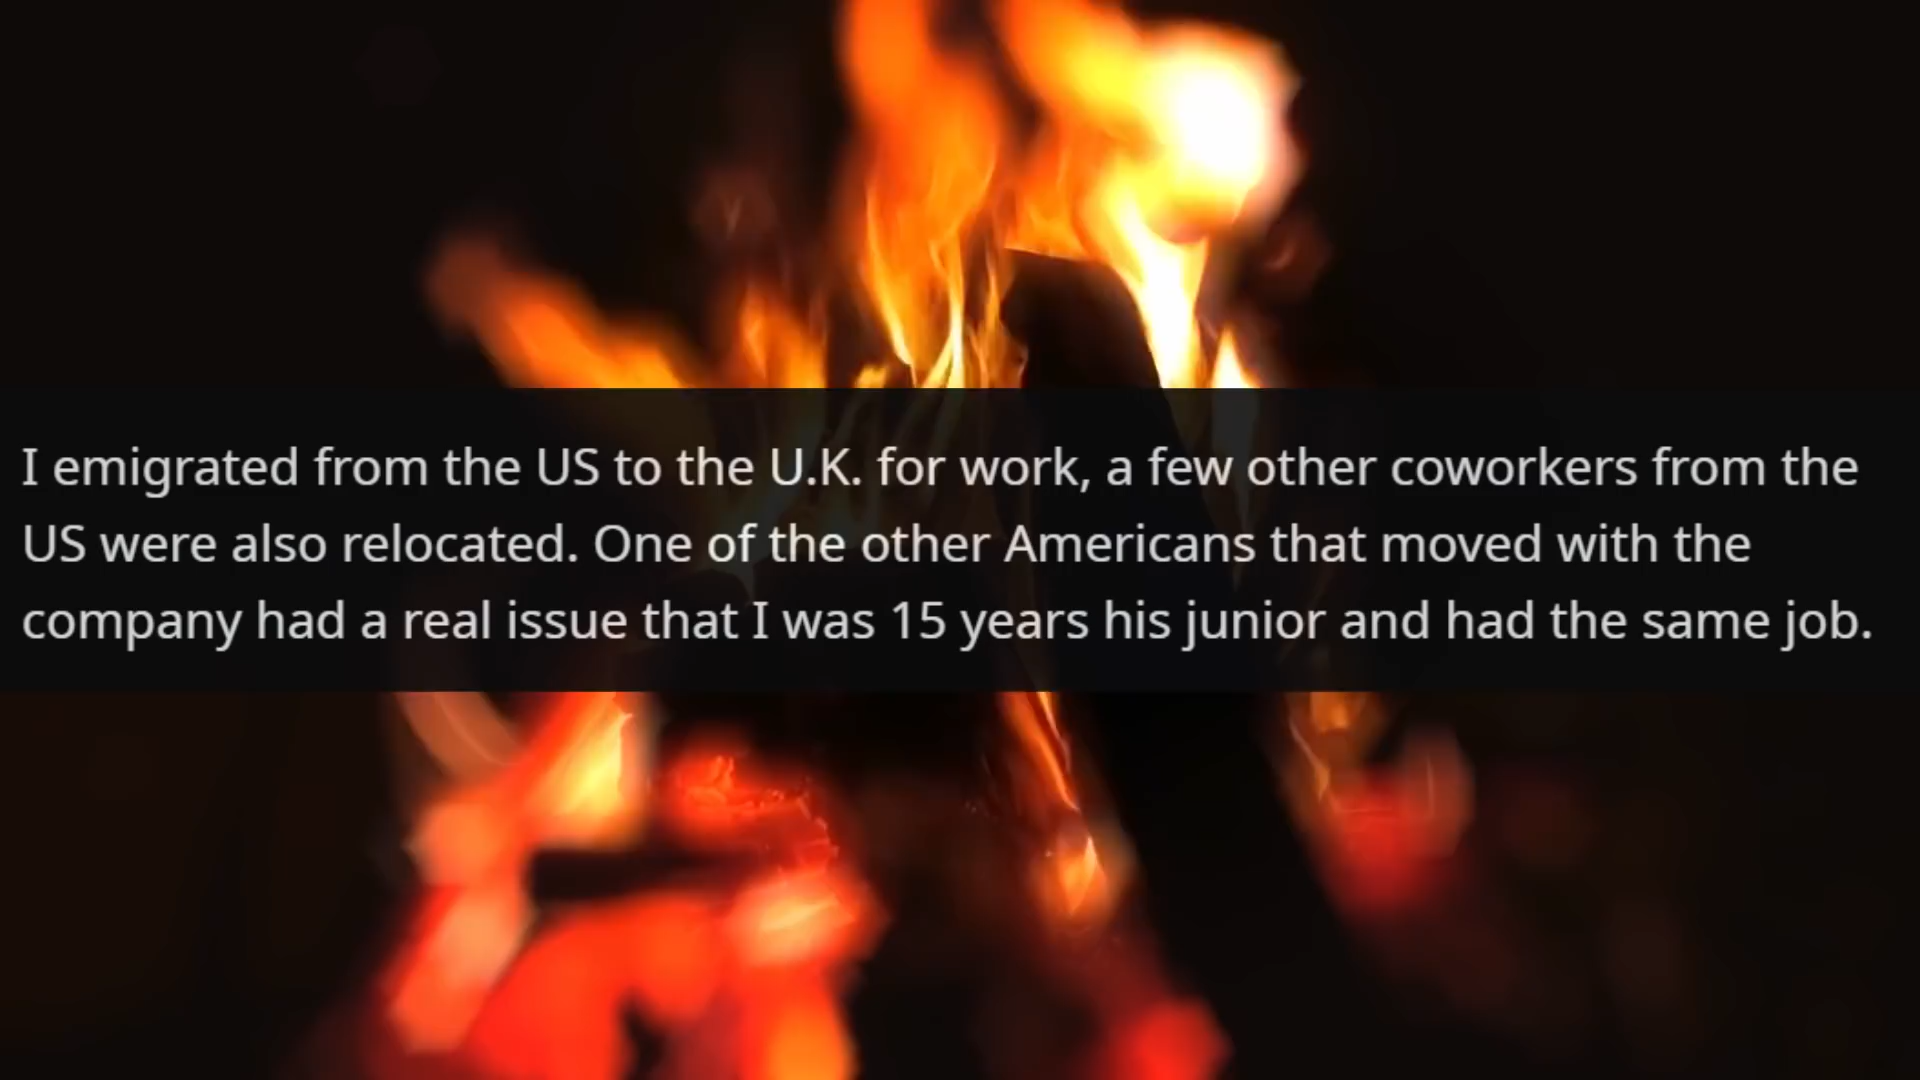 I emigrated from the US to the U.K. for work, a few other coworkers from the
US were also relocated. One of the other Americans that moved with the
company had a real issue that I was 15 years his junior and had the same job.